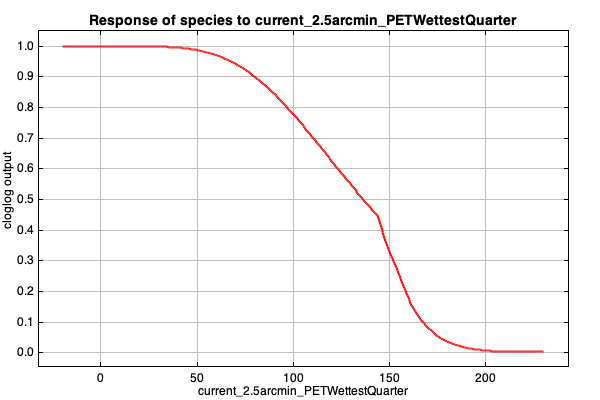 Response of species to current_2.5arcmin_PETWettestQuarter
cloglog output
1.0
0.9
0.8
0.7
0.6
0.5
0.4
0.3
0.2
0.1
0.0
0 50 100 150 200
current_2.5arcmin_PETWettestQuarter